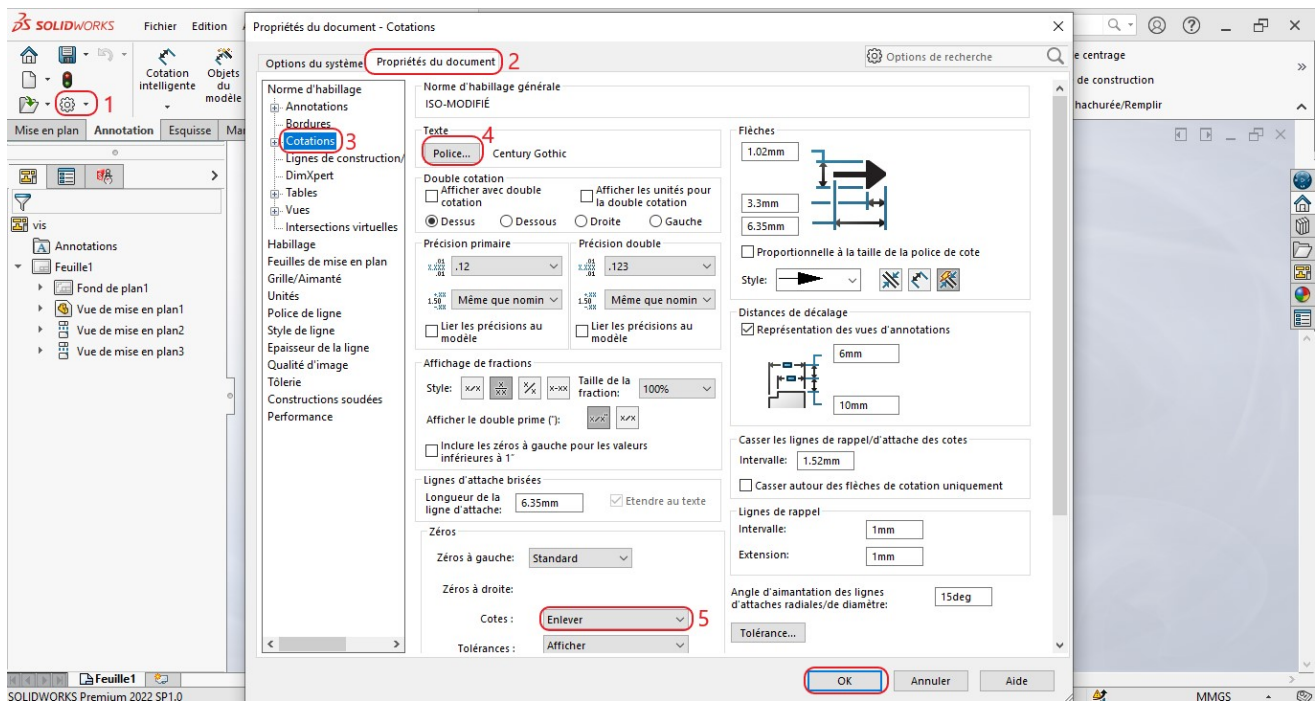 SOLIDWORKS
Fichier Edition
Propriétés du document - Cotations
Cotation intelligente
Objets du modèle
1
Mise en plan Annotation Esquisse
vis
Annotations
Feuille1
Fond de plan1
Vue de mise en plan1
Vue de mise en plan2
Vue de mise en plan3
Options du système Propriétés du document 2
Options de recherche
Norme d'habillage
Annotations
Bordures
Cotations 3
Lignes de construction/
DimXpert
Tables
Vues
Intersections virtuelles
Habillage
Feuilles de mise en plan
Grille/Aimanté
Unités
Police de ligne
Style de ligne
Epaisseur de la ligne
Qualité d'image
Tôlerie
Constructions soudées
Performance
Norme d'habillage générale
ISO-MODIFIÉ
Texte
4
Police... Century Gothic
Double cotation
Afficher avec double cotation
Afficher les unités pour la double cotation
Dessus Dessous Droite Gauche
Précision primaire Précision double
.12 .123
Même que nomin Même que nomin
Lier les précisions au modèle
Lier les précisions au modèle
Affichage de fractions
Style:
Taille de la fraction: 100%
Afficher le double prime ("):
Inclure les zéros à gauche pour les valeurs inférieures à 1"
Lignes d'attache brisées
Longueur de la ligne d'attache: 6.35mm Etendre au texte
Zéros
Zéros à gauche: Standard
Zéros à droite:
Cotes : Enlever 5
Tolérances : Afficher
Flèches
1.02mm
3.3mm
6.35mm
Proportionnelle à la taille de la police de cote
Style:
Distances de décalage
Représentation des vues d'annotations
6mm
10mm
Casser les lignes de rappel/d'attache des cotes
Intervalle: 1.52mm
Casser autour des flèches de cotation uniquement
Lignes de rappel
Intervalle: 1mm
Extension: 1mm
Angle d'aimantation des lignes d'attaches radiales/de diamètre: 15deg
Tolérance...
OK Annuler Aide
e centrage
de construction
hachurée/Remplir
Feuille1
SOLIDWORKS Premium 2022 SP1.0
MMGS